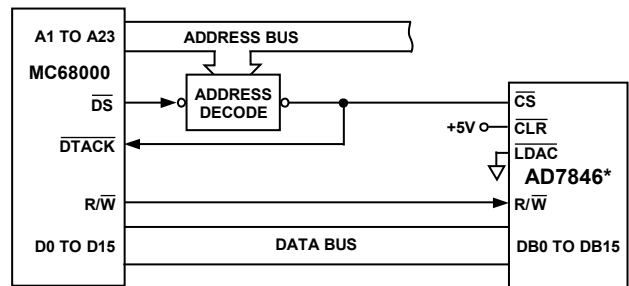 A1 TO A23
ADDRESS BUS
MC68000
DS
ADDRESS
DECODE
CS
+5V
CLR
DTACK
LDAC
AD7846*
R/W
R/W
D0 TO D15
DATA BUS
DB0 TO DB15